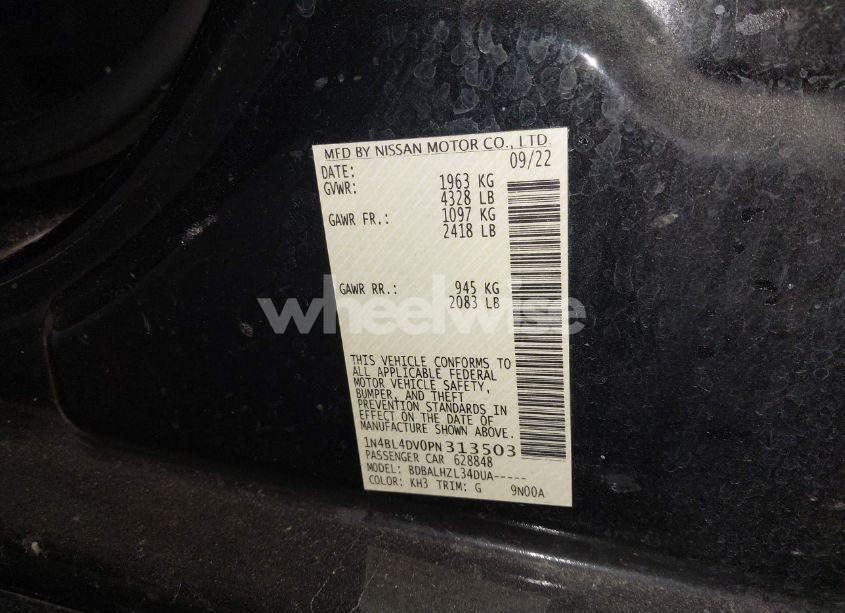 MFD BY NISSAN MOTOR CO., LTD.
DATE: 09/22
GVWR: 1963 KG
4328 LB
GAWR FR.: 1097 KG
2418 LB
GAWR RR.: 945 KG
2083 LB
wheelwise
THIS VEHICLE CONFORMS TO
ALL APPLICABLE FEDERAL
MOTOR VEHICLE SAFETY,
BUMPER, AND THEFT
PREVENTION STANDARDS IN
EFFECT ON THE DATE OF
MANUFACTURE SHOWN ABOVE.
1N4BL4DV0PN313503
PASSENGER CAR 628848
MODEL: BDBALHZL34DUA-----
COLOR: KH3 TRIM: G 9N00A